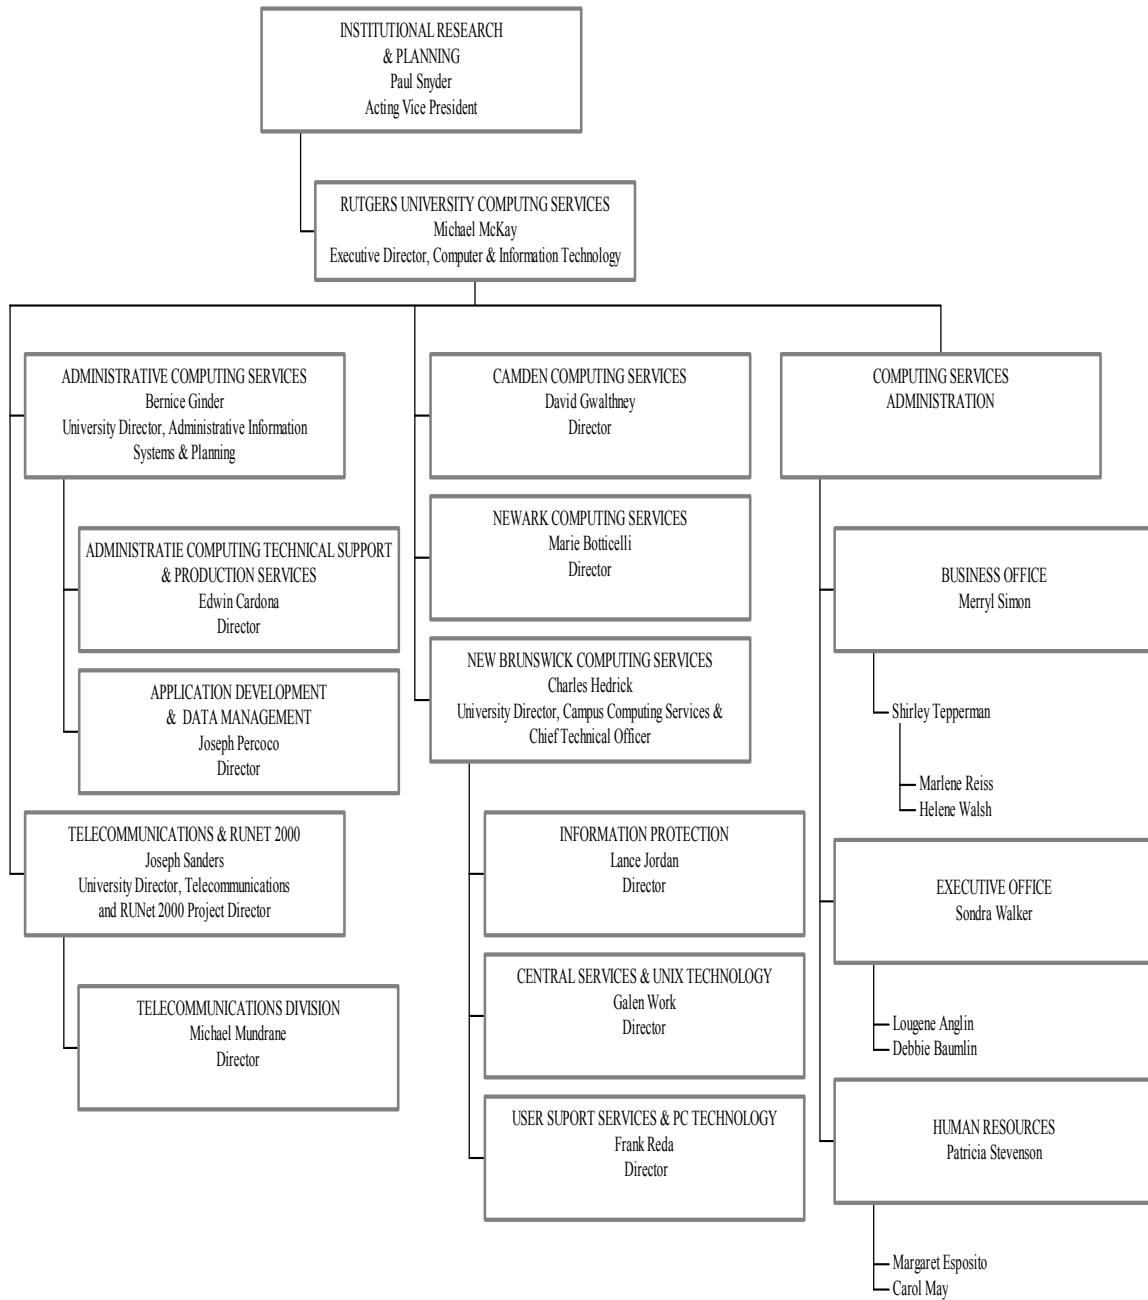 INSTITUTIONAL RESEARCH
& PLANNING
Paul Snyder
Acting Vice President
RUTGERS UNIVERSITY COMPUTNG SERVICES
Michael McKay
Executive Director, Computer & Information Technology
ADMINISTRATIVE COMPUTING SERVICES
Bernice Ginder
University Director, Administrative Information
Systems & Planning
ADMINISTRATIE COMPUTING TECHNICAL SUPPORT
& PRODUCTION SERVICES
Edwin Cardona
Director
APPLICATION DEVELOPMENT
& DATA MANAGEMENT
Joseph Percoco
Director
TELECOMMUNICATIONS & RUNET 2000
Joseph Sanders
University Director, Telecommunications
and RUNet 2000 Project Director
TELECOMMUNICATIONS DIVISION
Michael Mundrane
Director
CAMDEN COMPUTING SERVICES
David Gwalthney
Director
NEWARK COMPUTING SERVICES
Marie Botticelli
Director
NEW BRUNSWICK COMPUTING SERVICES
Charles Hedrick
University Director, Campus Computing Services &
Chief Technical Officer
INFORMATION PROTECTION
Lance Jordan
Director
CENTRAL SERVICES & UNIX TECHNOLOGY
Galen Work
Director
USER SUPORT SERVICES & PC TECHNOLOGY
Frank Reda
Director
COMPUTING SERVICES
ADMINISTRATION
BUSINESS OFFICE
Merryl Simon
Shirley Tepperman
Marlene Reiss
Helene Walsh
EXECUTIVE OFFICE
Sondra Walker
Lougene Anglin
Debbie Baumlin
HUMAN RESOURCES
Patricia Stevenson
Margaret Esposito
Carol May